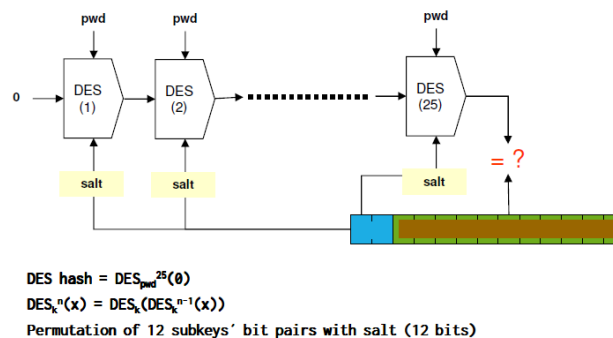 pwd pwd pwd
0 DES (1) DES (2) DES (25)
= ?
salt salt salt
DES hash = DESpwd²⁵(0)
DESkⁿ(x) = DESk(DESkⁿ⁻¹(x))
Permutation of 12 subkeys’ bit pairs with salt (12 bits)